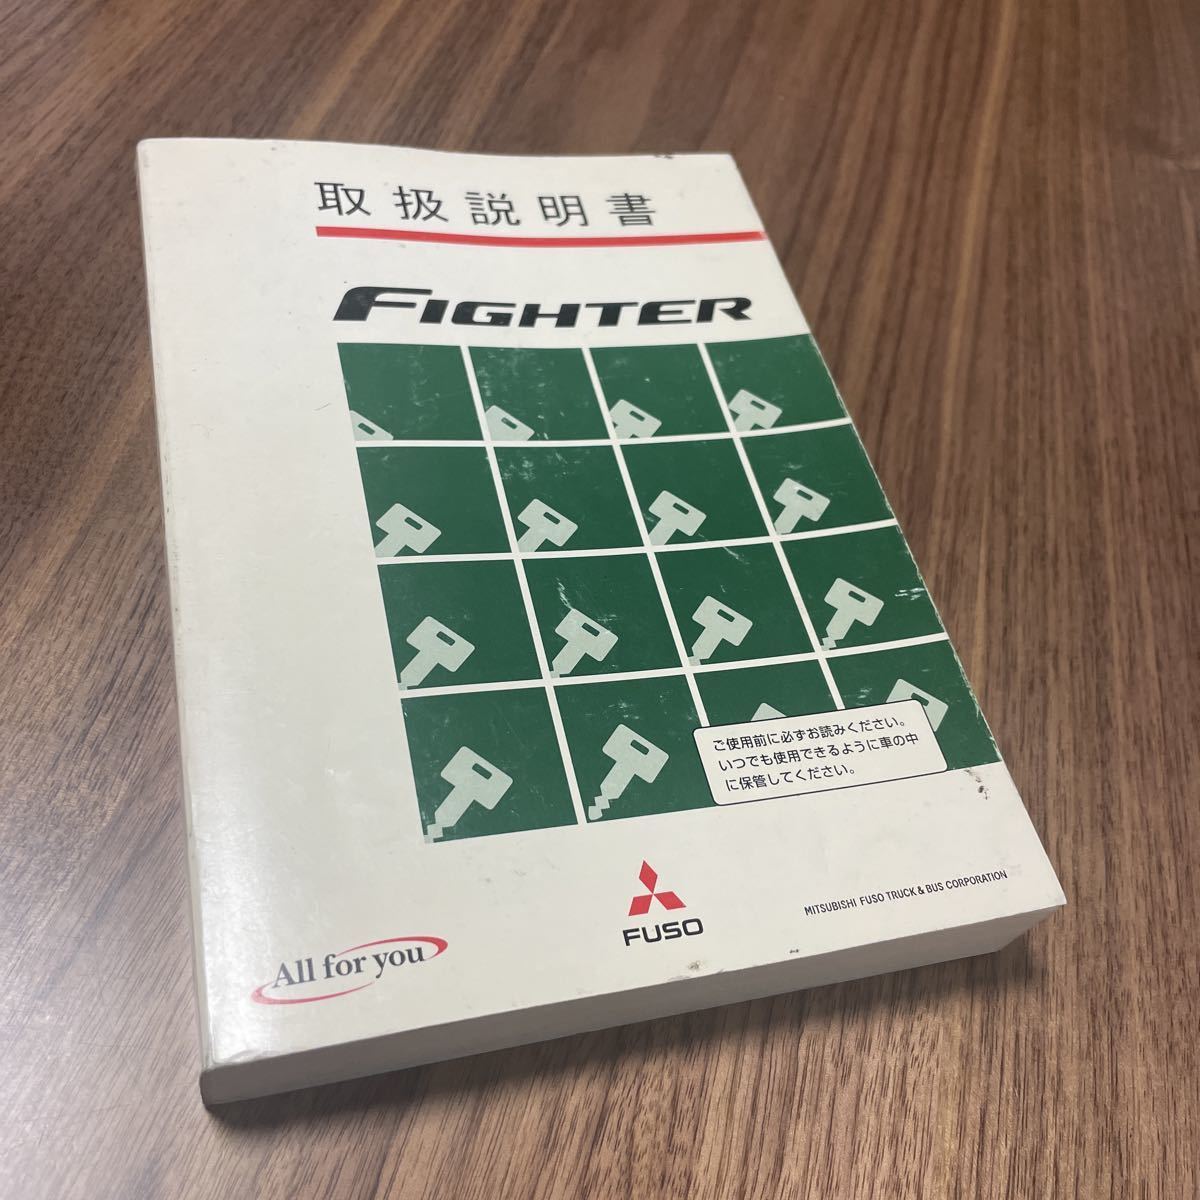 取扱説明書
FIGHTER
ご使用前に必ずお読みください。
いつでも使用できるように車の中
に保管してください。
FUSO
MITSUBISHI FUSO TRUCK & BUS CORPORATION
All for you